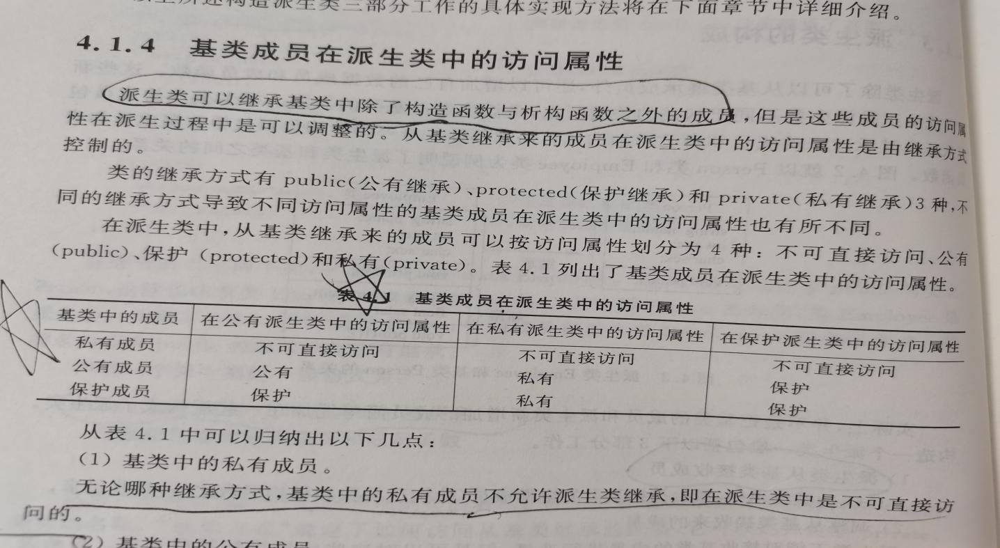 以上所述构造派生类三部分工作的具体实现方法将在下面章节中详细介绍。
4.1.4 基类成员在派生类中的访问属性
派生类可以继承基类中除了构造函数与析构函数之外的成员,但是这些成员的访问属
性在派生过程中是可以调整的。从基类继承来的成员在派生类中的访问属性是由继承方式
控制的。
类的继承方式有 public(公有继承)、protected(保护继承)和 private(私有继承)3 种,不
同的继承方式导致不同访问属性的基类成员在派生类中的访问属性也有所不同。
在派生类中,从基类继承来的成员可以按访问属性划分为 4 种：不可直接访问、公有
(public)、保护 (protected)和私有(private)。表 4.1 列出了基类成员在派生类中的访问属性。
表 4.1 基类成员在派生类中的访问属性
基类中的成员 在公有派生类中的访问属性 在私有派生类中的访问属性 在保护派生类中的访问属性
私有成员 不可直接访问 不可直接访问 不可直接访问
公有成员 公有 私有 保护
保护成员 保护 私有 保护
从表 4.1 中可以归纳出以下几点：
(1) 基类中的私有成员。
无论哪种继承方式,基类中的私有成员不允许派生类继承,即在派生类中是不可直接访
问的。
(2) 基类中的公有成员